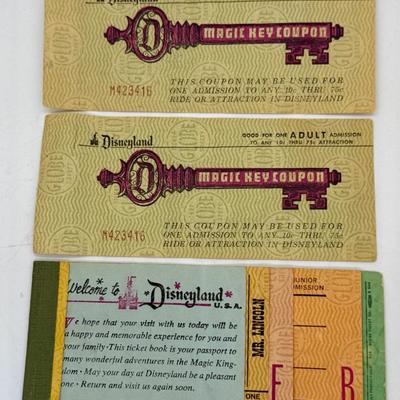 Disneyland
MAGIC KEY COUPON
THIS COUPON MAY BE USED FOR
M423416
ONE ADMISSION TO ANY 10¢ THRU 75¢
RIDE OR ATTRACTION IN DISNEYLAND
Disneyland
GOOD FOR ONE ADULT ADMISSION
TO ANY 10¢ THRU 75¢ ATTRACTION
D
MAGIC KEY COUPON
THIS COUPON MAY BE USED FOR
M423416
ONE ADMISSION TO ANY 10¢ THRU 75¢
RIDE OR ATTRACTION IN DISNEYLAND
Welcome to Disneyland
U.S.A.
We hope that your visit with us today will be
a happy and memorable experience for you and
your family · This ticket book is your passport to
many wonderful adventures in the Magic King-
dom · May your day at Disneyland be a pleasant
one · Return and visit us again soon.
MR. LINCOLN
ONE
E
JUNIOR
B